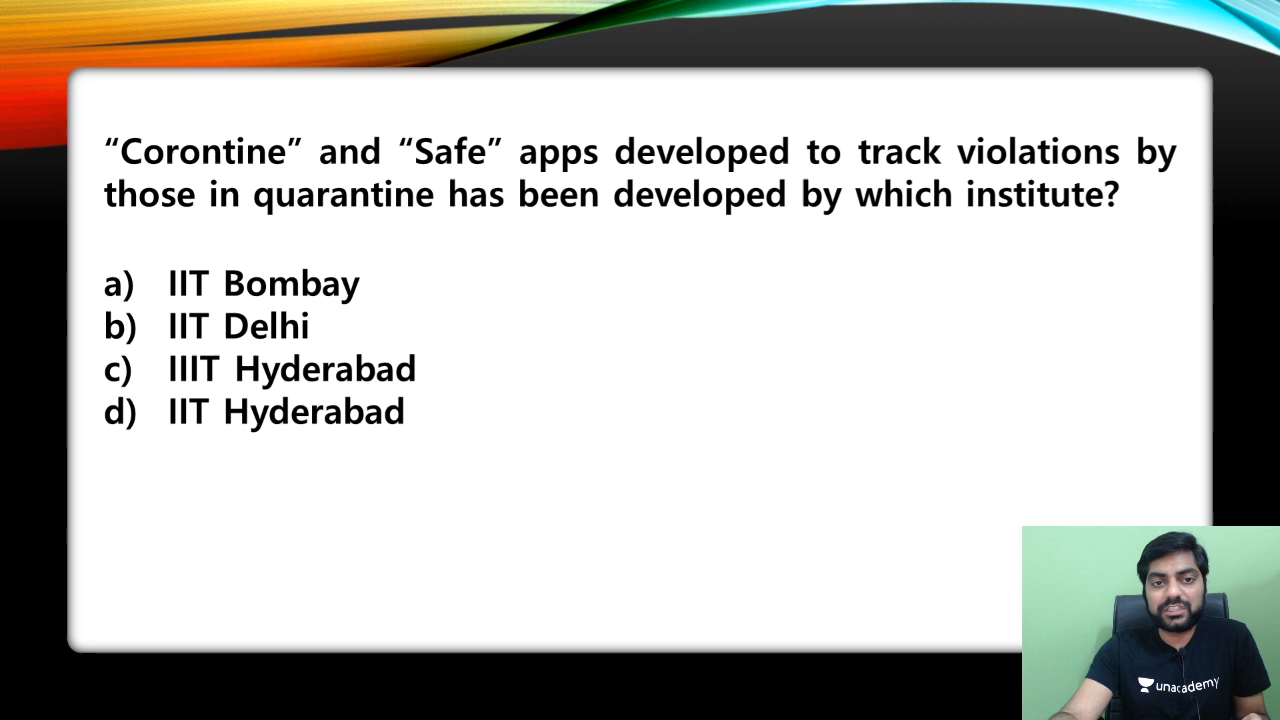 “Corontine” and “Safe” apps developed to track violations by
those in quarantine has been developed by which institute?
a) IIT Bombay
b) IIT Delhi
c) IIIT Hyderabad
d) IIT Hyderabad
unacademy